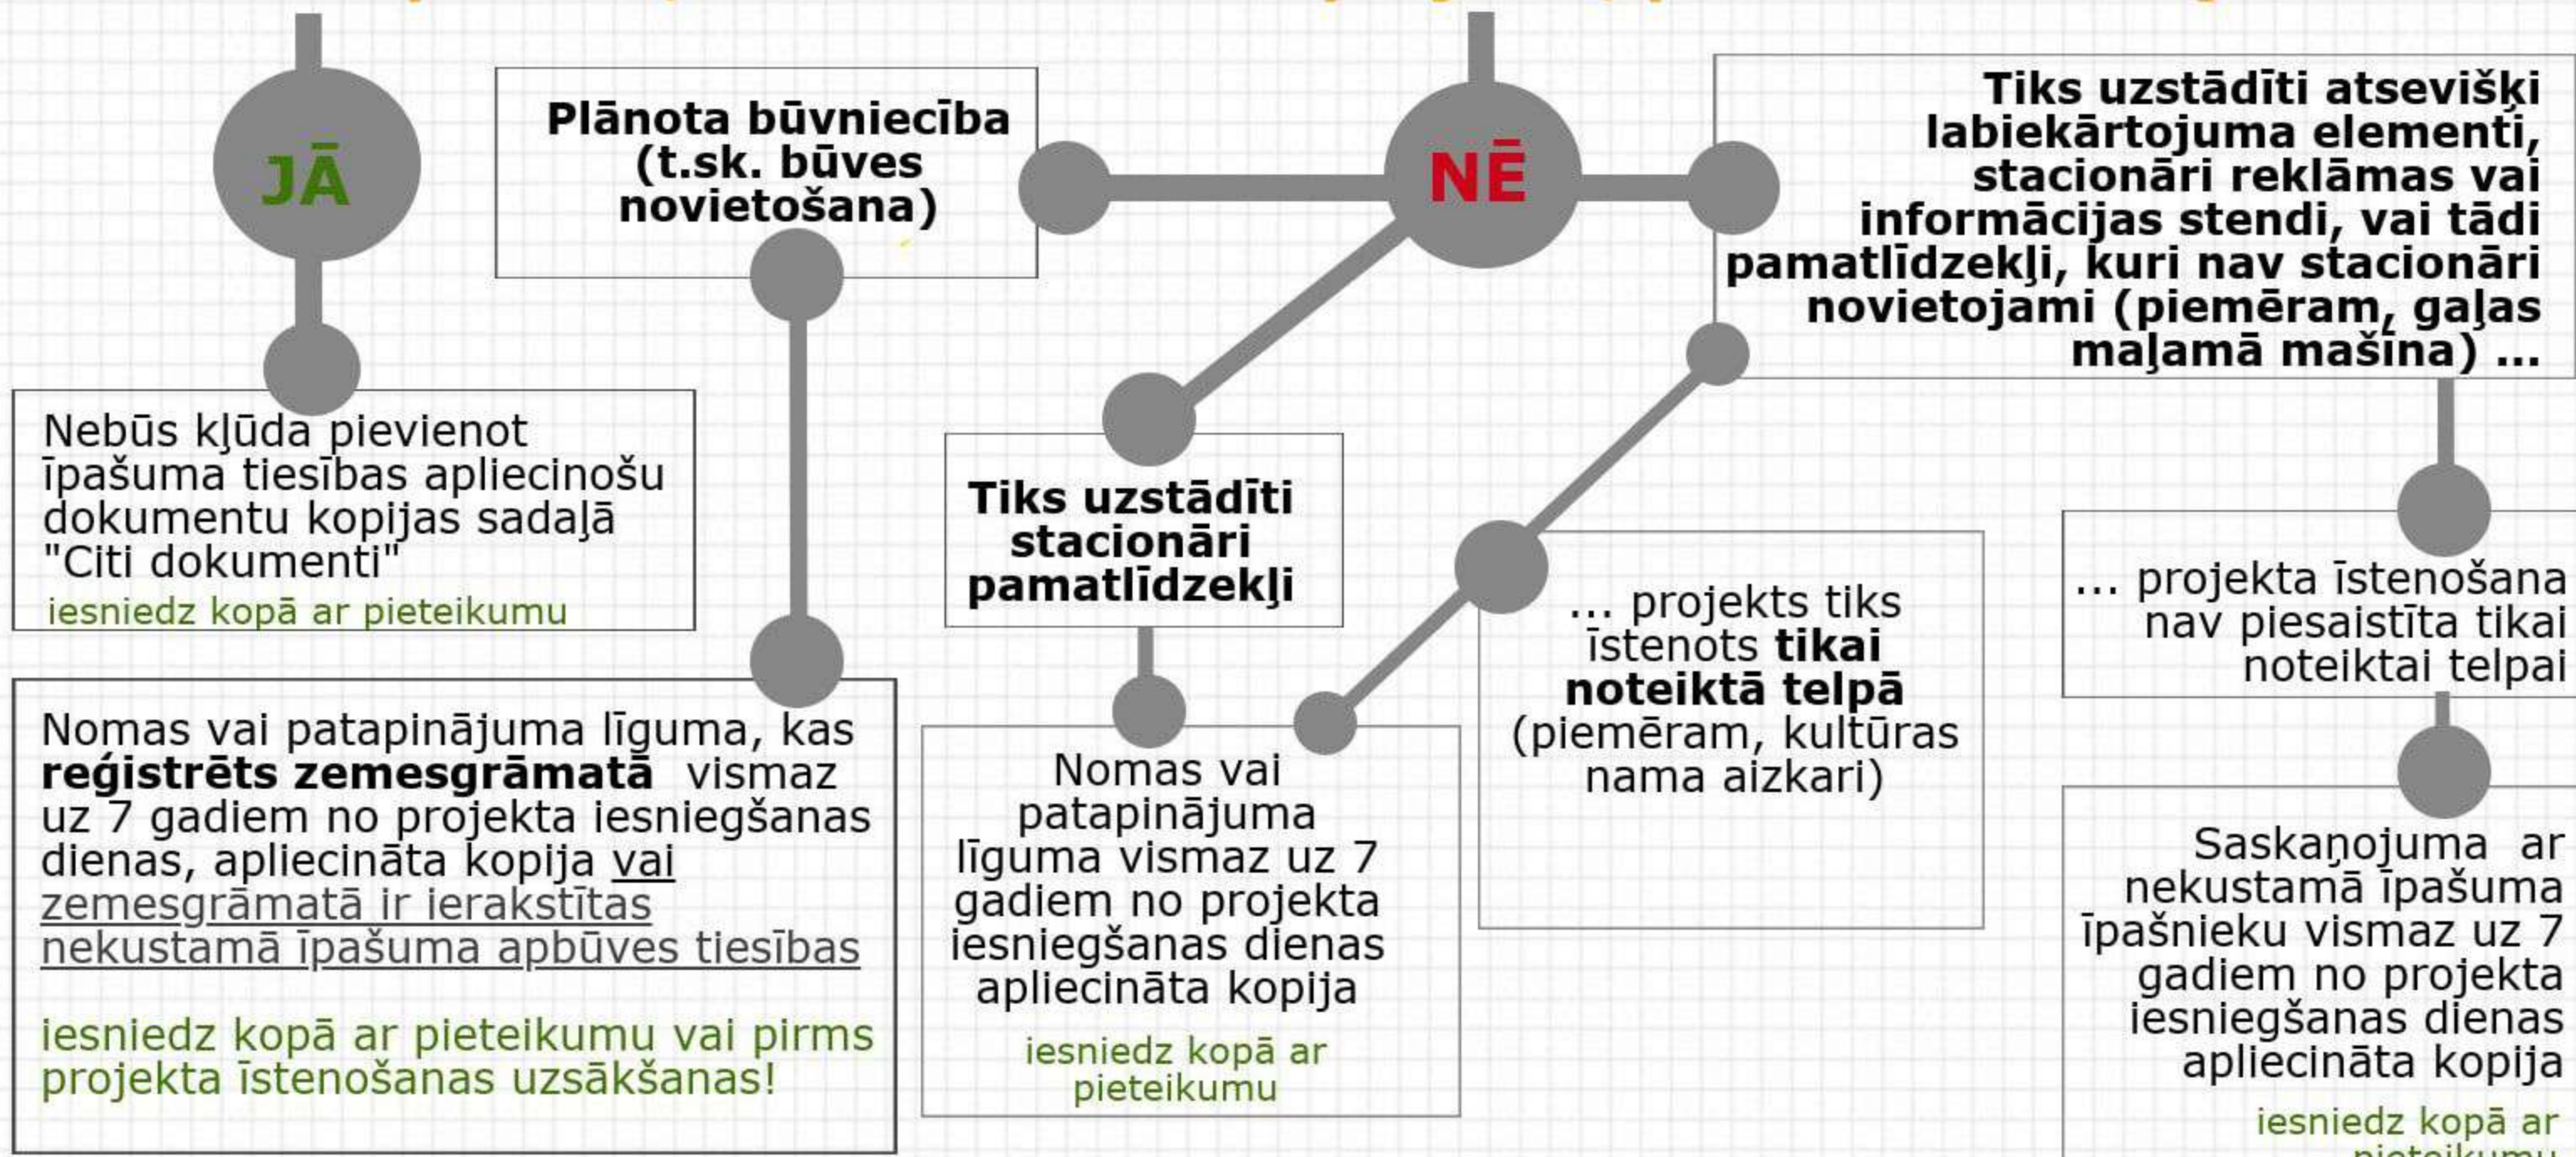 JĀ
Nebūs kļūda pievienot
īpašuma tiesības apliecinošu
dokumentu kopijas sadaļā
"Citi dokumenti"
iesniedz kopā ar pieteikumu
Plānota būvniecība
(t.sk. būves
novietošana)
Nomas vai patapinājuma līguma, kas
reģistrēts zemesgrāmatā vismaz
uz 7 gadiem no projekta iesniegšanas
dienas, apliecināta kopija vai
zemesgrāmatā ir ierakstītas
nekustamā īpašuma apbūves tiesības
iesniedz kopā ar pieteikumu vai pirms
projekta īstenošanas uzsākšanas!
NĒ
Tiks uzstādīti
stacionāri
pamatlīdzekļi
Nomas vai
patapinājuma
līguma vismaz uz 7
gadiem no projekta
iesniegšanas dienas
apliecināta kopija
iesniedz kopā ar
pieteikumu
Tiks uzstādīti atsevišķi
labiekārtojuma elementi,
stacionāri reklāmas vai
informācijas stendi, vai tādi
pamatlīdzekļi, kuri nav stacionāri
novietojami (piemēram, gaļas
maļamā mašīna) ...
... projekts tiks
īstenots tikai
noteiktā telpā
(piemēram, kultūras
nama aizkari)
... projekta īstenošana
nav piesaistīta tikai
noteiktai telpai
Saskaņojuma ar
nekustamā īpašuma
īpašnieku vismaz uz 7
gadiem no projekta
iesniegšanas dienas
apliecināta kopija
iesniedz kopā ar
pieteikumu